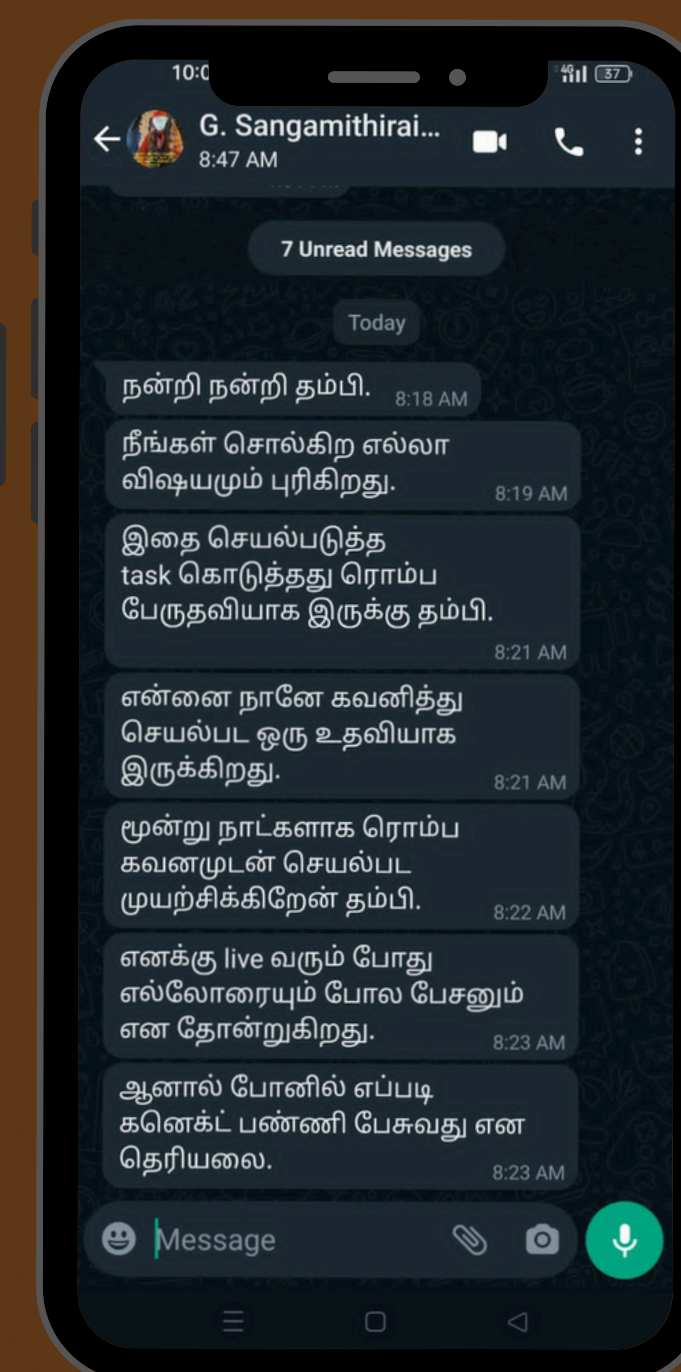 10:0
4G
37
G. Sangamithirai...
8:47 AM
7 Unread Messages
Today
நன்றி நன்றி தம்பி.
8:18 AM
நீங்கள் சொல்கிற எல்லா
விஷயமும் புரிகிறது.
8:19 AM
இதை செயல்படுத்த
task கொடுத்தது ரொம்ப
பேருதவியாக இருக்கு தம்பி.
8:21 AM
என்னை நானே கவனித்து
செயல்பட ஒரு உதவியாக
இருக்கிறது.
8:21 AM
மூன்று நாட்களாக ரொம்ப
கவனமுடன் செயல்பட
முயற்சிக்கிறேன் தம்பி.
8:22 AM
எனக்கு live வரும் போது
எல்லோரையும் போல பேசனும்
என தோன்றுகிறது.
8:23 AM
ஆனால் போனில் எப்படி
கனெக்ட் பண்ணி பேசுவது என
தெரியலை.
8:23 AM
Message